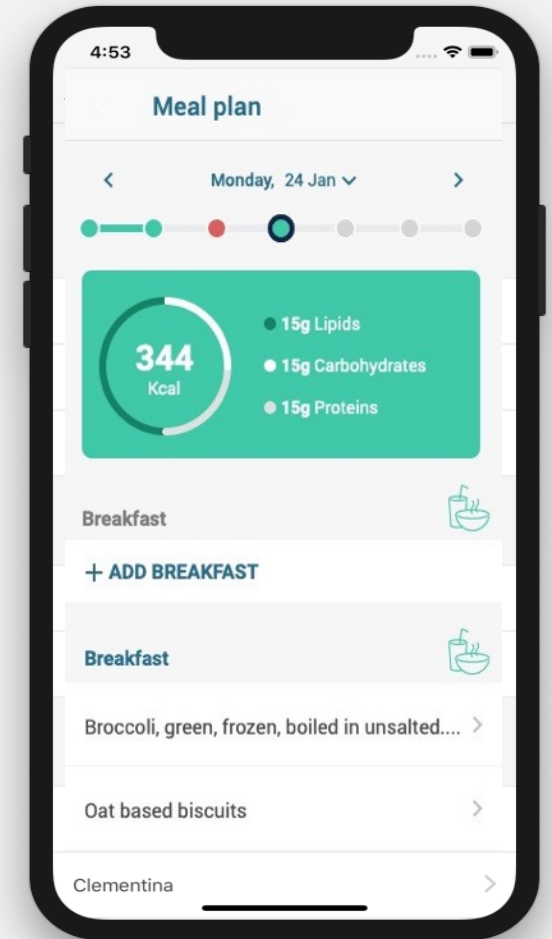 4:53
Meal plan
Monday, 24 Jan
344
Kcal
15g Lipids
15g Carbohydrates
15g Proteins
Breakfast
+ ADD BREAKFAST
Breakfast
Broccoli, green, frozen, boiled in unsalted....
Oat based biscuits
Clementina